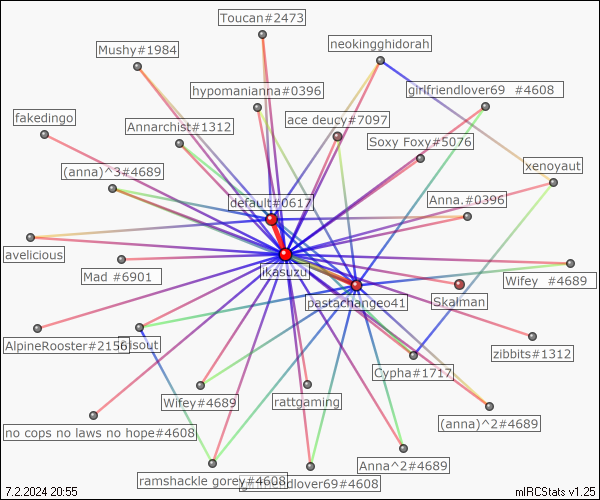 Toucan#2473
neokingghidorah
Mushy#1984
hypomanianna#0396
girlfriendlover69 #4608
fakedingo
Annarchist#1312
ace deucy#7097
Soxy Foxy#5076
(anna)^3#4689
xenoyaut
default#0617
Anna.#0396
avelicious
ikasuzu
Mad #6901
Wifey #4689
pastachangeo41
Skalman
AlpineRooster#2156
isout
zibbits#1312
Cypha#1717
Wifey#4689
rattgaming
(anna)^2#4689
no cops no laws no hope#4608
Anna^2#4689
ramshackle gorey#4608
endlover69#4608
7.2.2024 20:55
mIRCStats v1.25